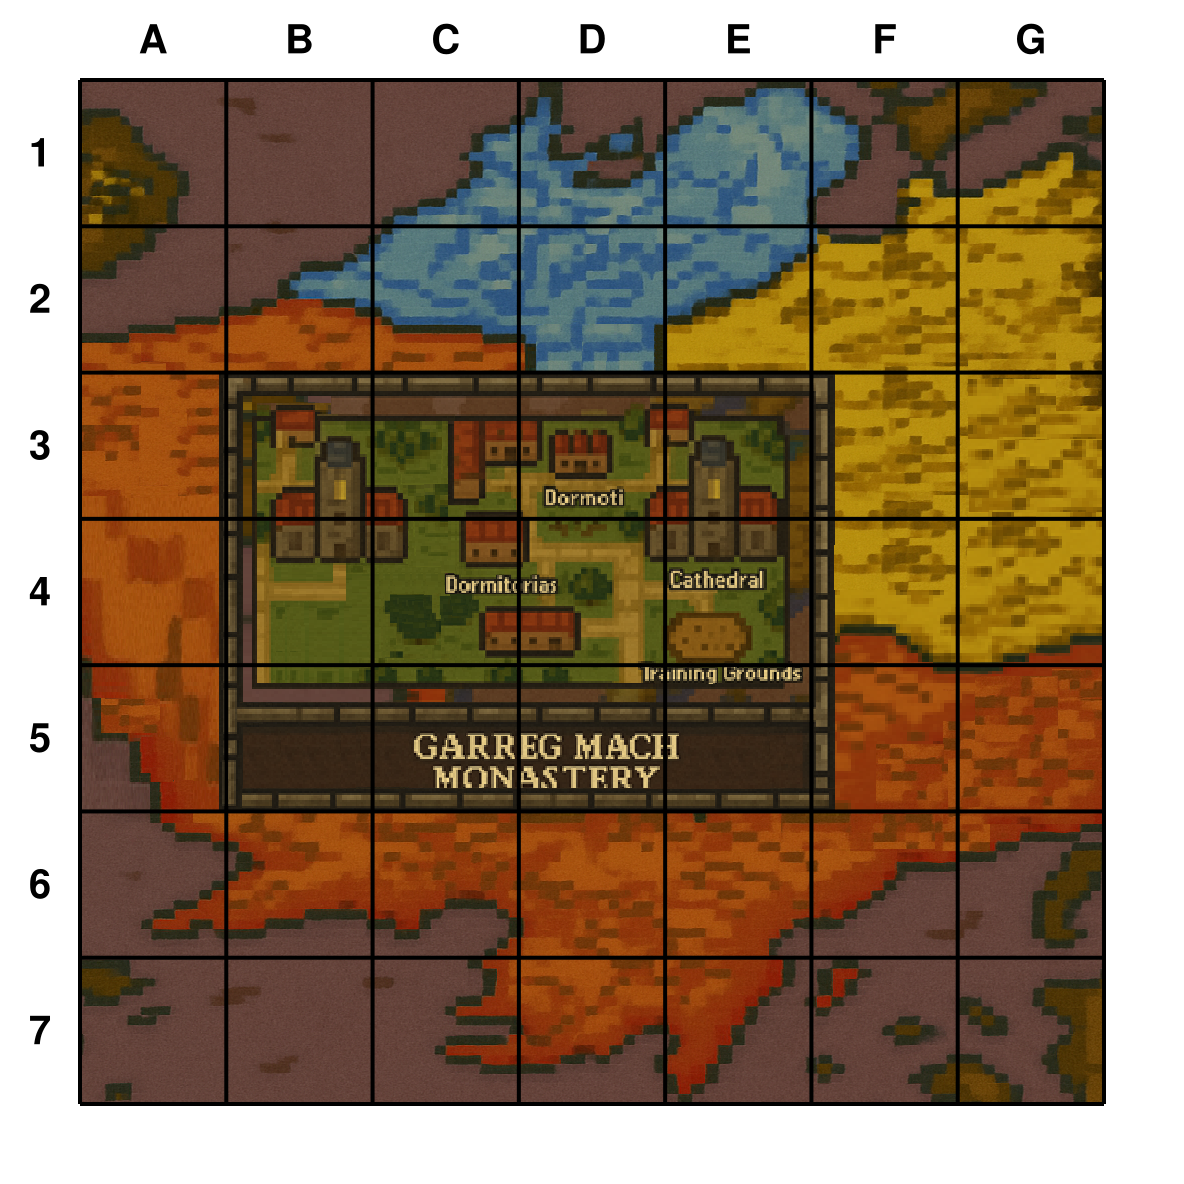 A B C D E F G
1
2
3
Dormoti
4
Cathedral
Dormitorias
Training Grounds
5
GARREG MACH
MONASTERY
6
7